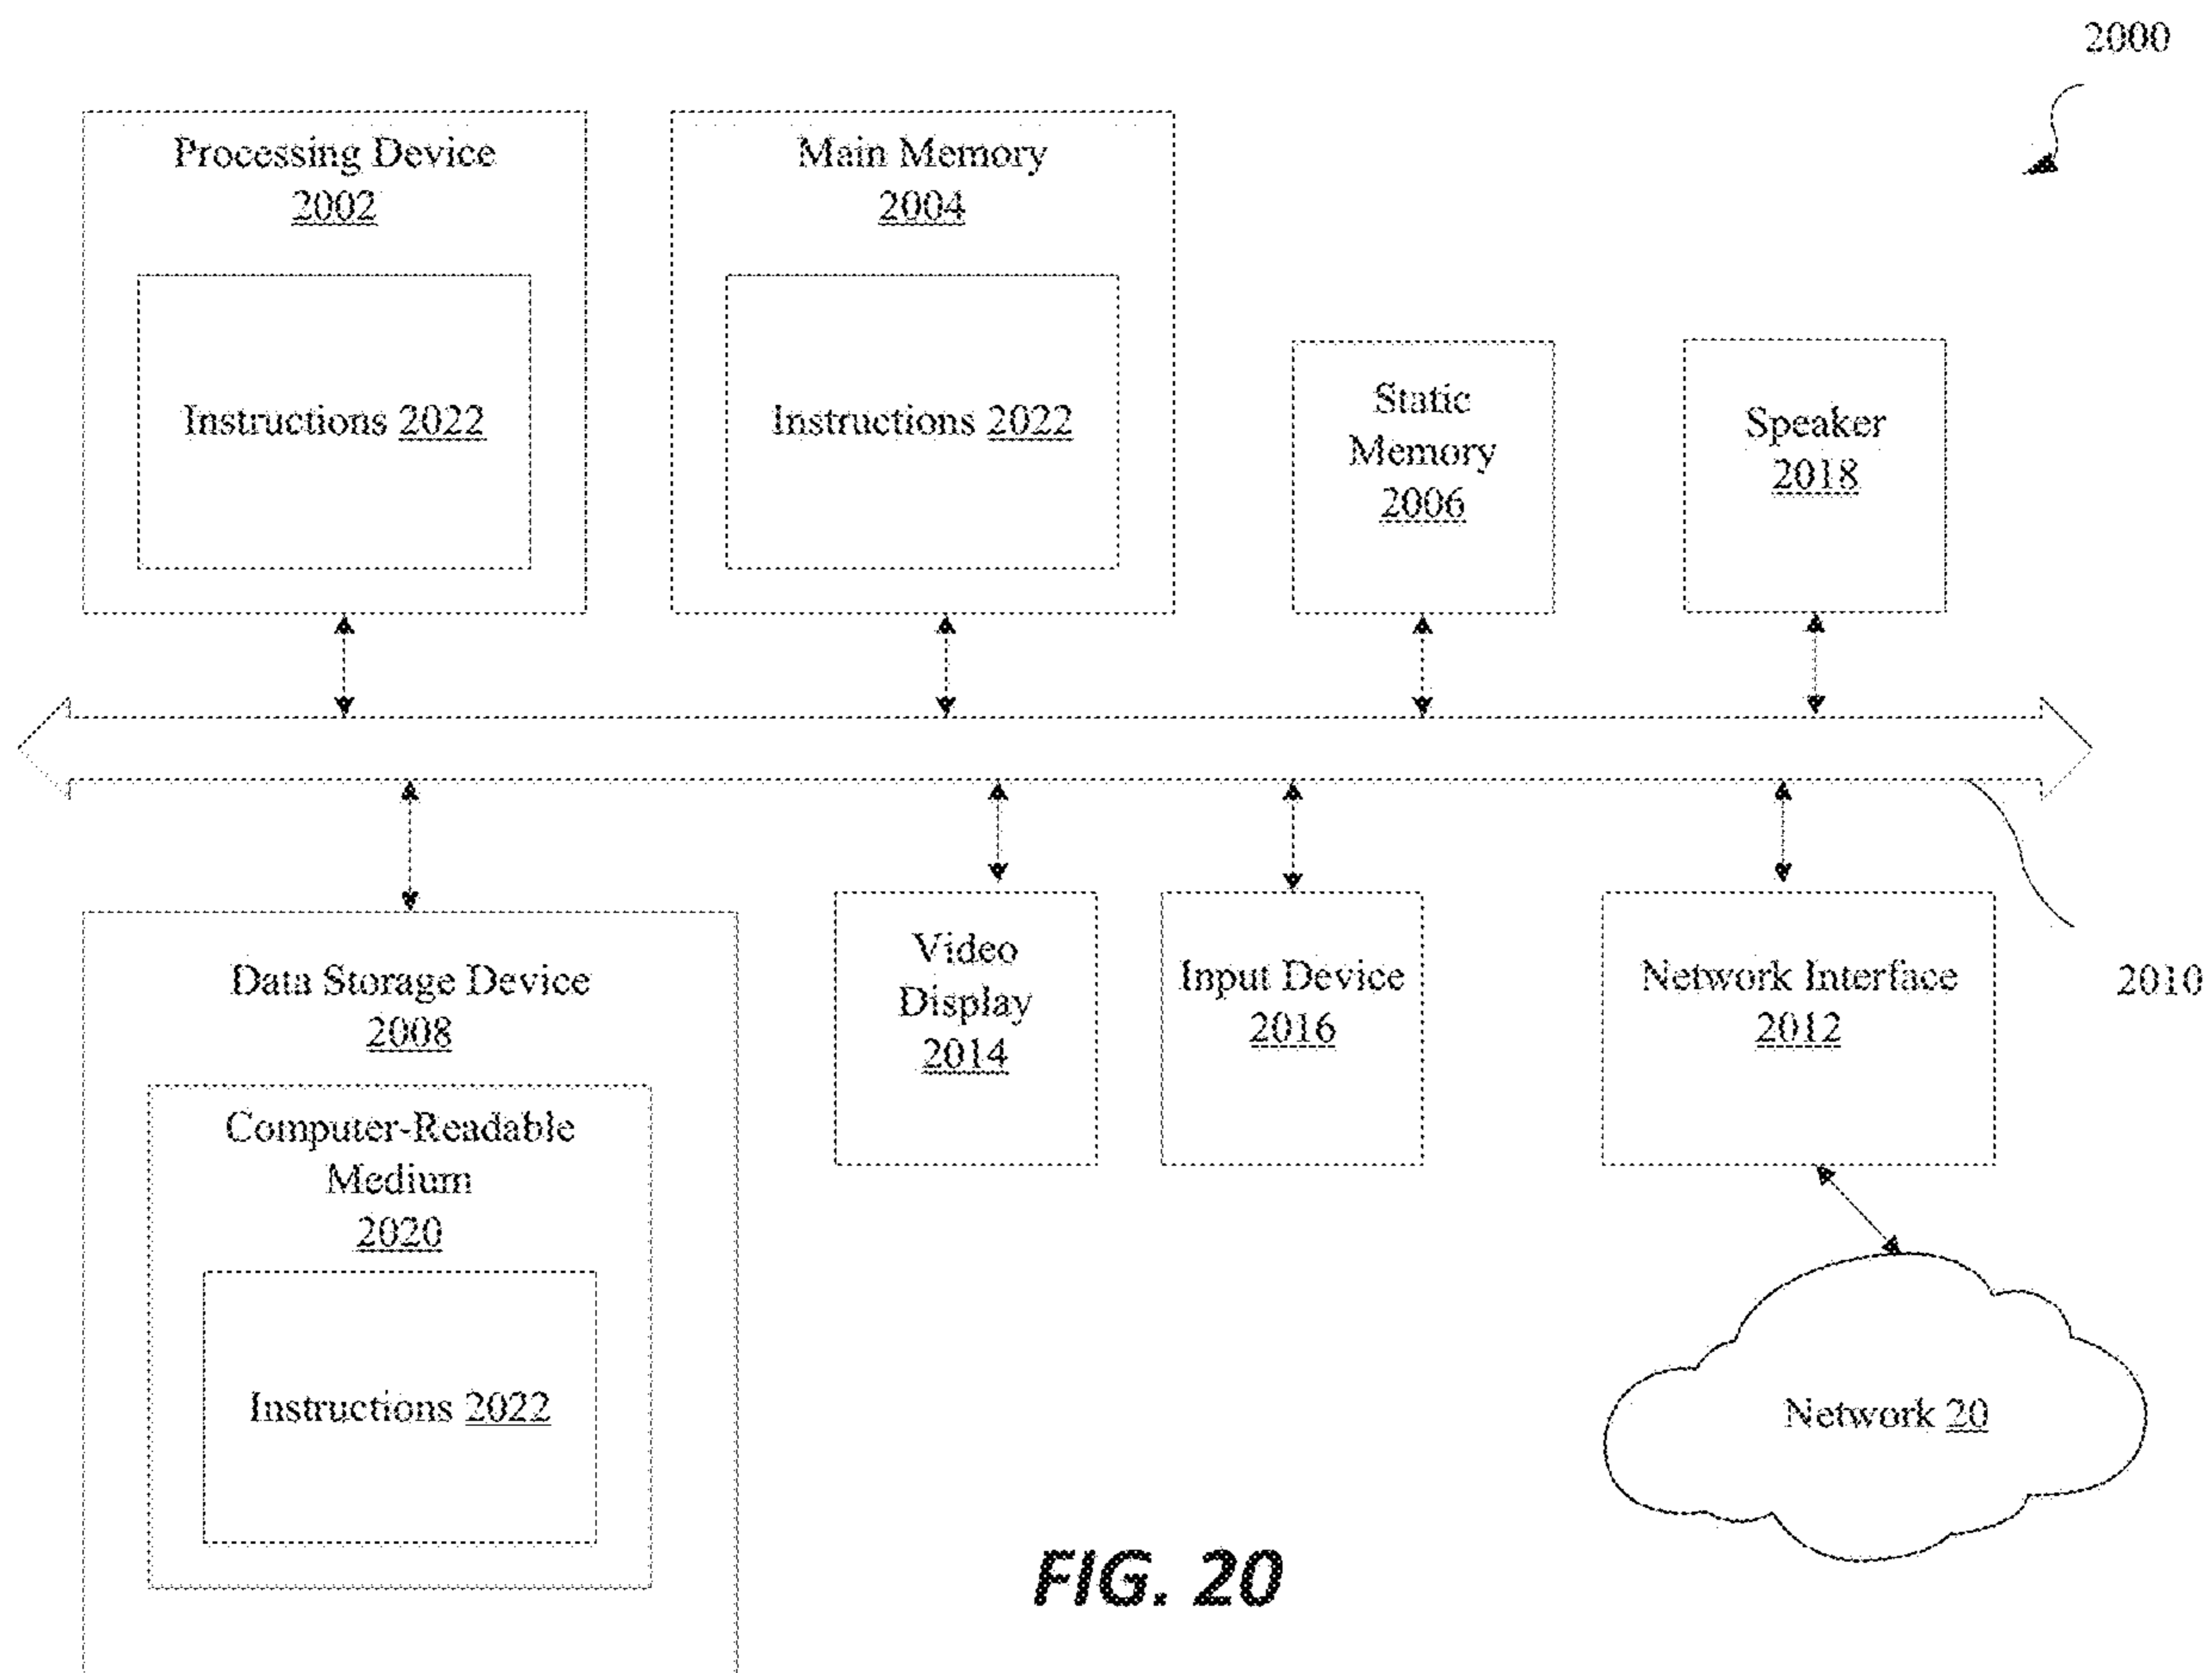 2000
Processing Device
2002
Instructions 2022
Main Memory
2004
Instructions 2022
Static
Memory
2006
Speaker
2018
Data Storage Device
2008
Computer-Readable
Medium
2020
Instructions 2022
Video
Display
2014
Input Device
2016
Network Interface
2012
2010
Network 20
FIG. 20